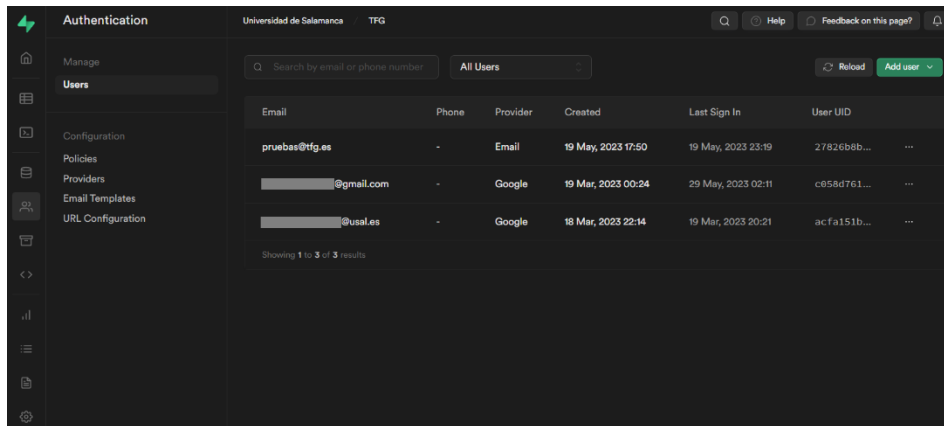 Authentication
Universidad de Salamanca / TFG
Help
Feedback on this page?
Manage
Users
Configuration
Policies
Providers
Email Templates
URL Configuration
Search by email or phone number
All Users
Reload
Add user
Email Phone Provider Created Last Sign In User UID
pruebas@tfg.es - Email 19 May, 2023 17:50 19 May, 2023 23:19 27826b8b... ...
@gmail.com - Google 19 Mar, 2023 00:24 29 May, 2023 02:11 c058d761... ...
@usal.es - Google 18 Mar, 2023 22:14 19 Mar, 2023 20:21 acfa151b... ...
Showing 1 to 3 of 3 results